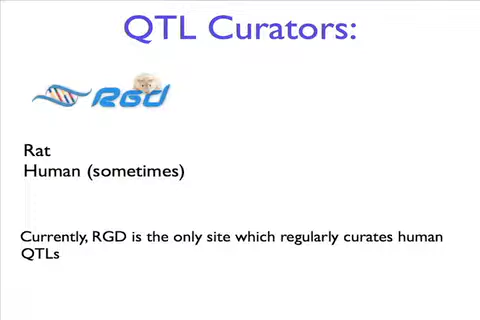 QTL Curators:
RGD
Rat
Human (sometimes)
Currently, RGD is the only site which regularly curates human
QTLs